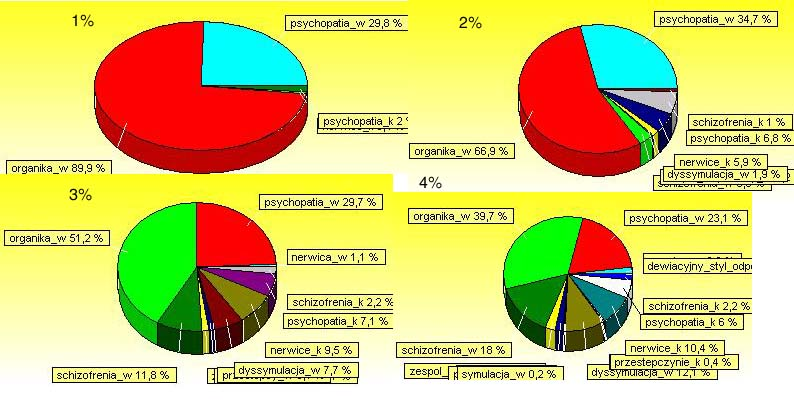 1%
psychopatia_w 29,8 %
psychopatia_k 2
organika_w 89,9 %
2%
psychopatia_w 34,7 %
organika_w 66,9 %
schizofrenia_k 1 %
psychopatia_k 6,8 %
nerwice_k 5,9 %
dyssymulacja_w 1,9 %
3%
psychopatia_w 29,7 %
organika_w 51,2 %
nerwica_w 1,1 %
schizofrenia_k 2,2 %
psychopatia_k 7,1 %
nerwice_k 9,5 %
dyssymulacja_w 7,7 %
schizofrenia_w 11,8 %
4%
organika_w 39,7 %
psychopatia_w 23,1 %
dewiacyjny_styl_odpo
schizofrenia_k 2,2 %
psychopatia_k 6 %
nerwice_k 10,4 %
przestepczynie_k 0,4 %
dyssymulacja_w 12,1 %
schizofrenia_w 18 %
zespol_
symulacja_w 0,2 %